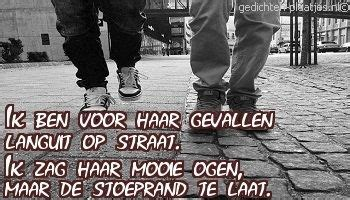 gedichten-plaatjes.nl©
Ik ben voor haar gevallen
languit op straat.
Ik zag haar mooie ogen,
maar de stoeprand te laat.